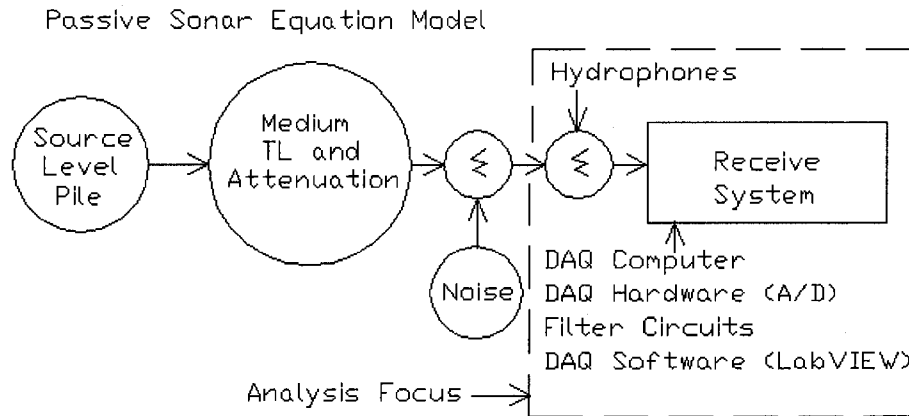 Passive Sonar Equation Model
Source
Level
Pile
Medium
TL and
Attenuation
Σ
Noise
Hydrophones
Σ
Receive
System
DAQ Computer
DAQ Hardware (A/D)
Filter Circuits
DAQ Software (LabVIEW)
Analysis Focus